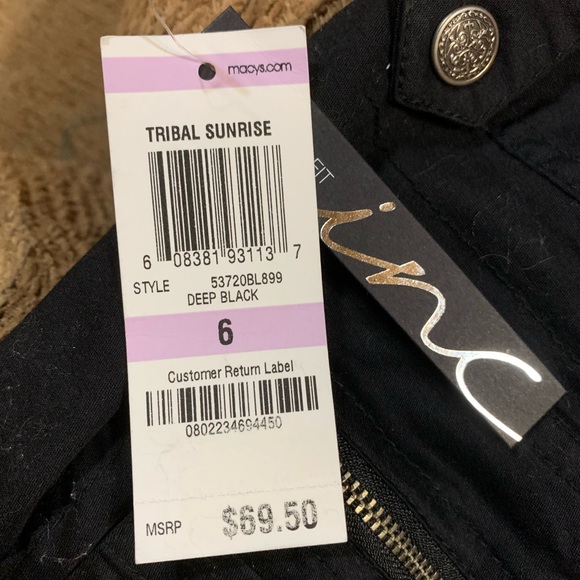 macys.com
TRIBAL SUNRISE
6 08381 93113 7
STYLE 53720BL899
DEEP BLACK
6
Customer Return Label
0802234694450
MSRP $69.50
FIT
inc